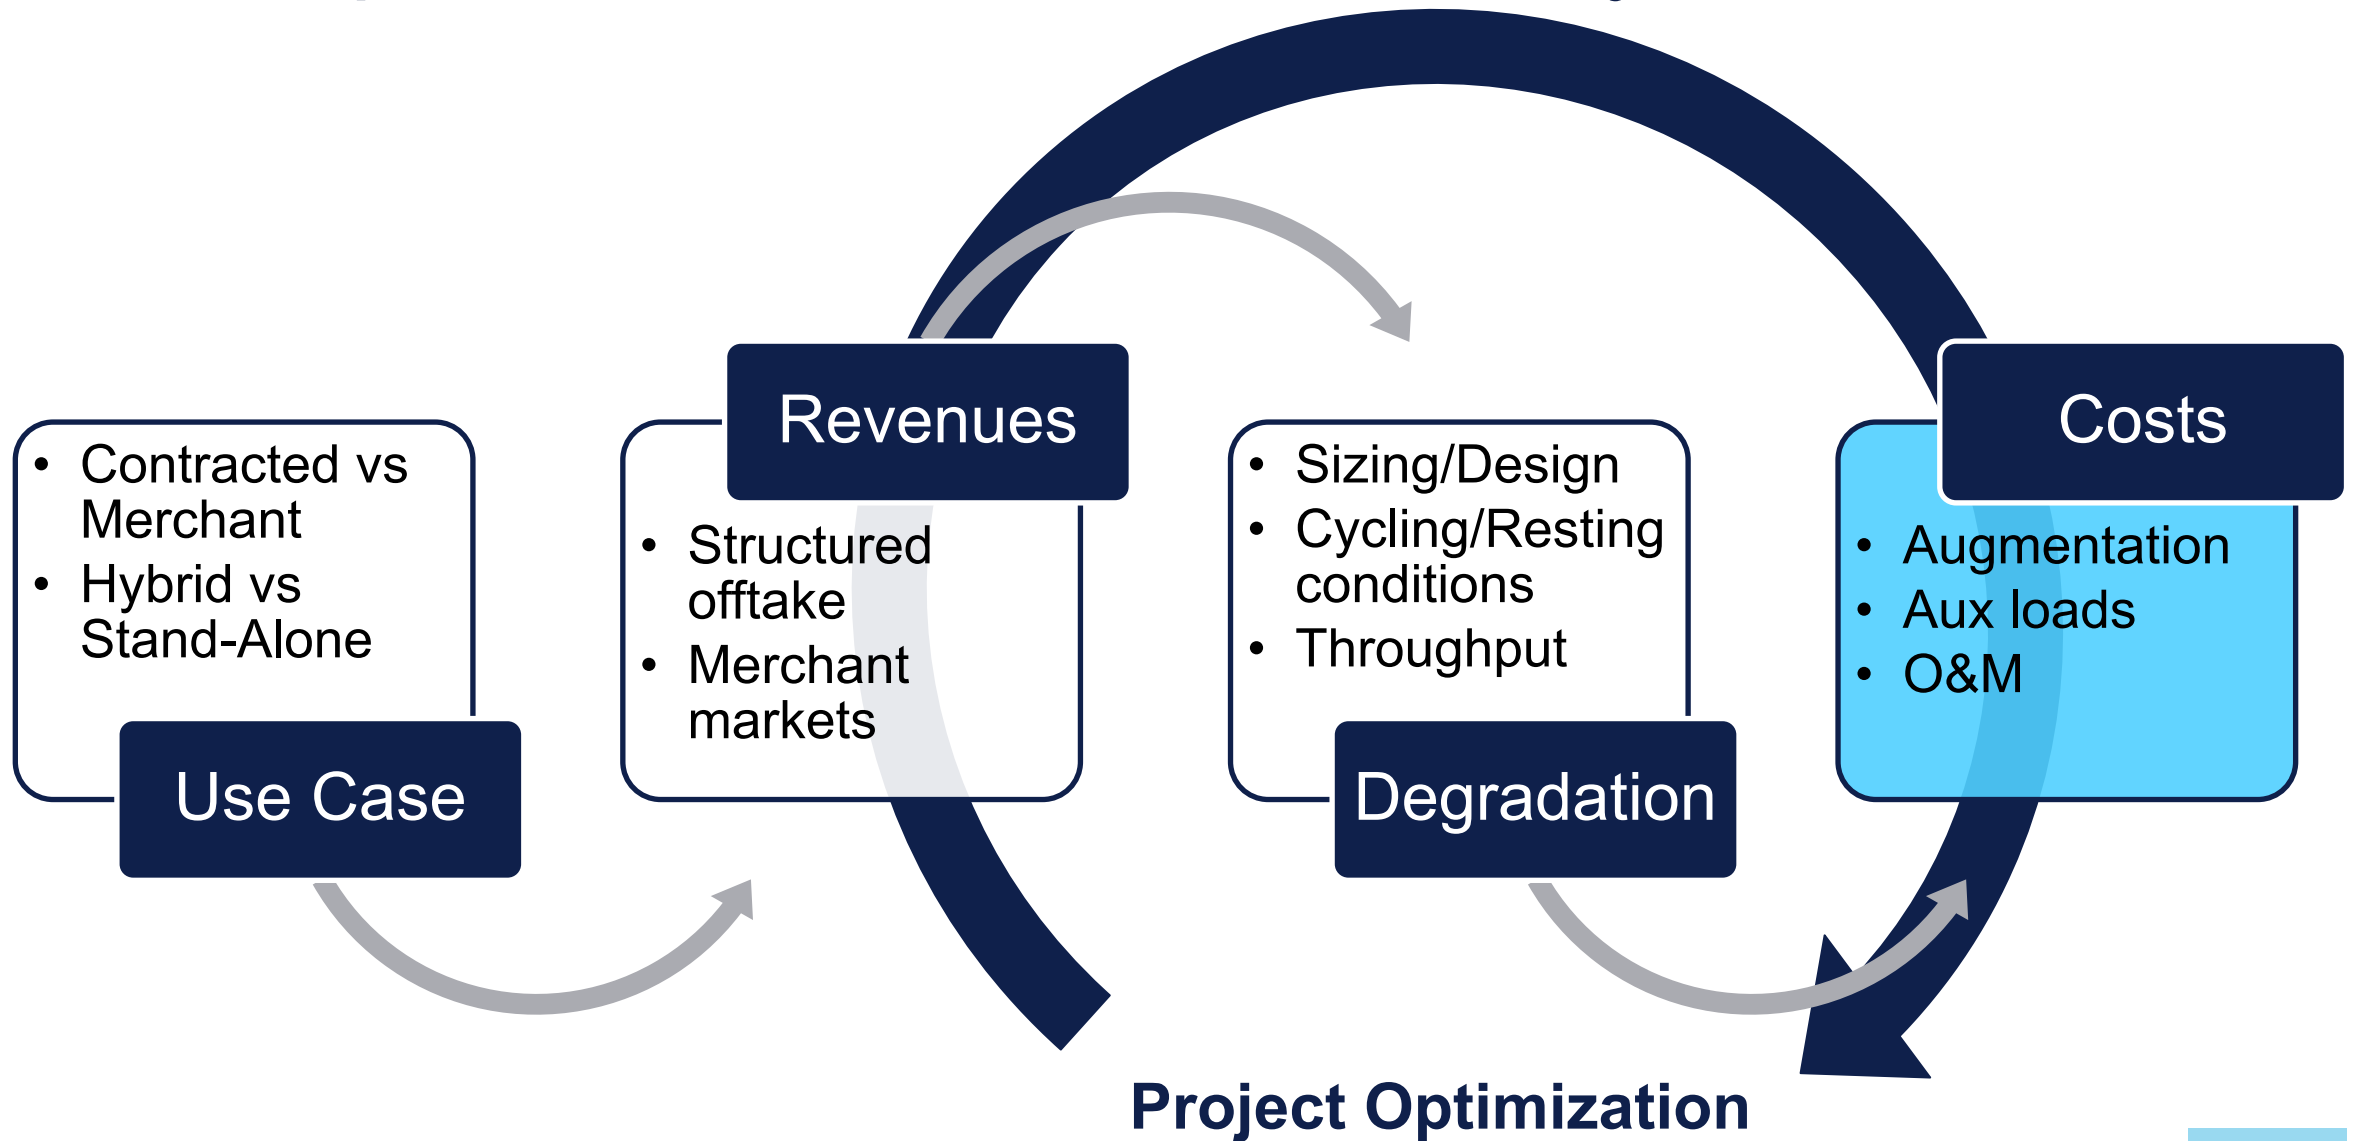 • Contracted vs
Merchant
• Hybrid vs
Stand-Alone
Use Case
Revenues
• Structured
offtake
• Merchant
markets
• Sizing/Design
• Cycling/Resting
conditions
• Throughput
Degradation
Costs
• Augmentation
• Aux loads
• O&M
Project Optimization